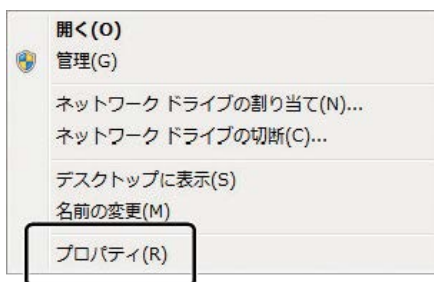 開く(O)
管理(G)
ネットワーク ドライブの割り当て(N)...
ネットワーク ドライブの切断(C)...
デスクトップに表示(S)
名前の変更(M)
プロパティ(R)